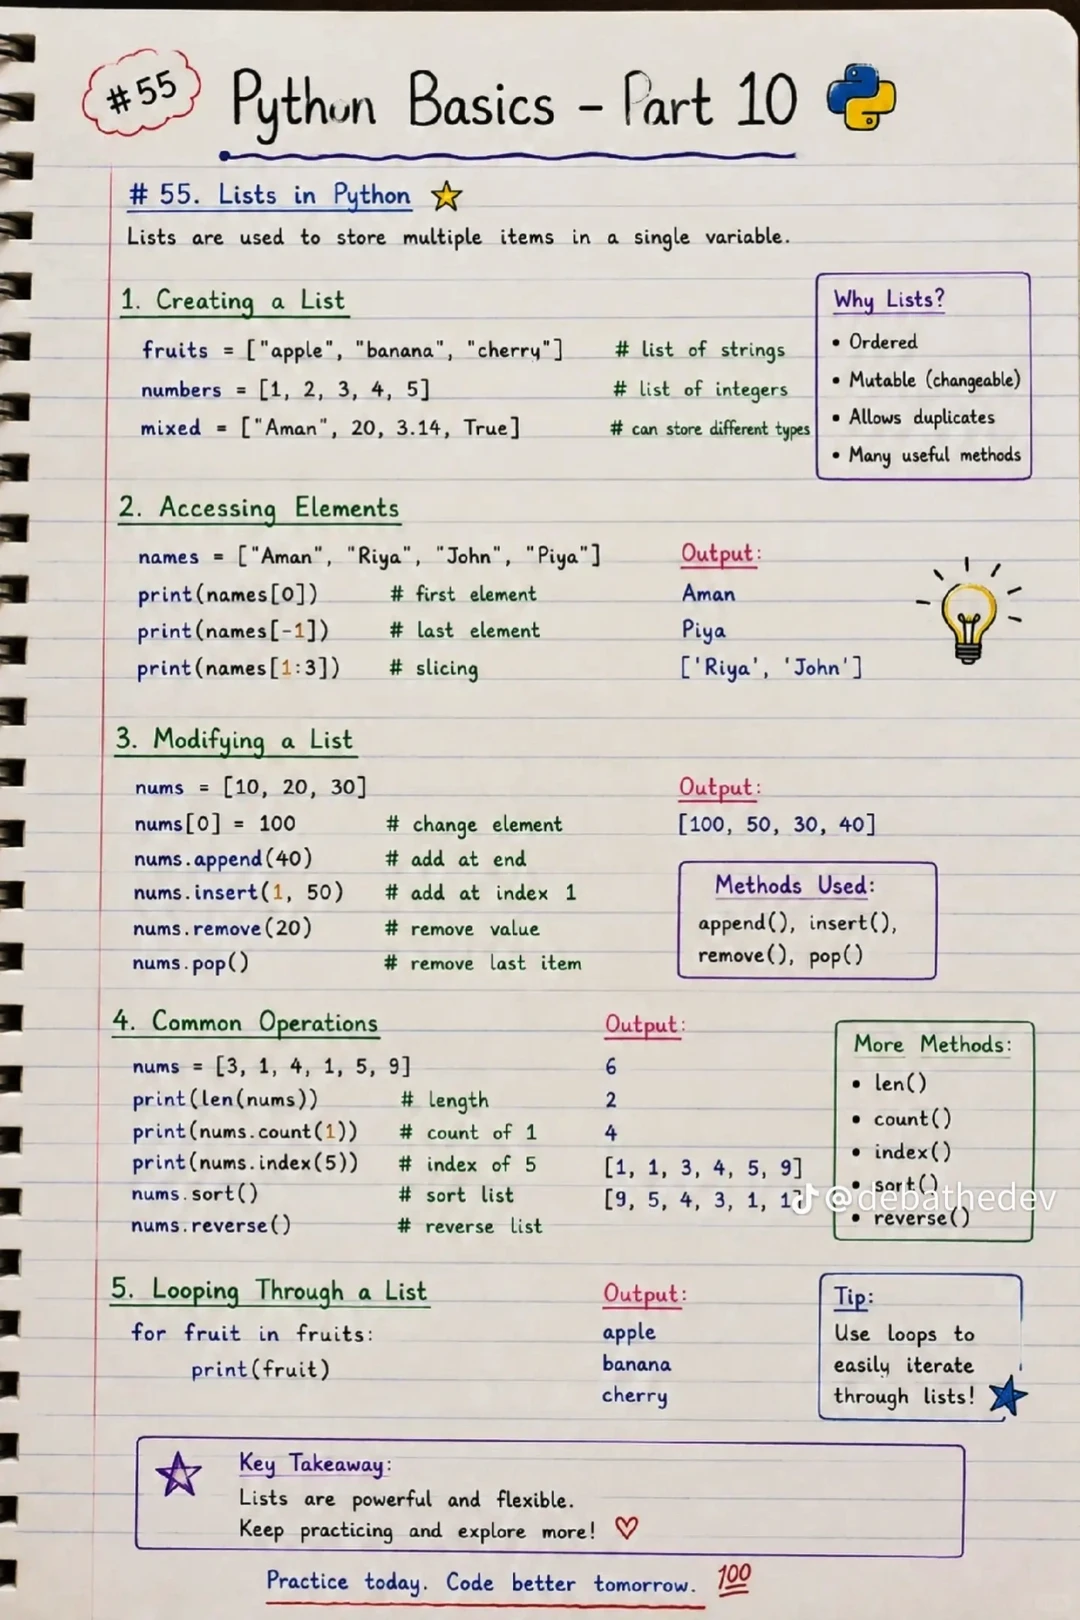 #55
Python Basics - Part 10
# 55. Lists in Python
Lists are used to store multiple items in a single variable.
1. Creating a List
fruits = ["apple", "banana", "cherry"] # list of strings
numbers = [1, 2, 3, 4, 5] # list of integers
mixed = ["Aman", 20, 3.14, True] # can store different types
Why Lists?
• Ordered
• Mutable (changeable)
• Allows duplicates
• Many useful methods
2. Accessing Elements
names = ["Aman", "Riya", "John", "Piya"]
print(names[0]) # first element
print(names[-1]) # last element
print(names[1:3]) # slicing
Output:
Aman
Piya
['Riya', 'John']
3. Modifying a List
nums = [10, 20, 30]
nums[0] = 100 # change element
nums.append(40) # add at end
nums.insert(1, 50) # add at index 1
nums.remove(20) # remove value
nums.pop() # remove last item
Output:
[100, 50, 30, 40]
Methods Used:
append(), insert(),
remove(), pop()
4. Common Operations
nums = [3, 1, 4, 1, 5, 9]
print(len(nums)) # length
print(nums.count(1)) # count of 1
print(nums.index(5)) # index of 5
nums.sort() # sort list
nums.reverse() # reverse list
Output:
6
2
4
[1, 1, 3, 4, 5, 9]
[9, 5, 4, 3, 1, 1]
More Methods:
• len()
• count()
• index()
• sort()
• reverse()
@debathedev
5. Looping Through a List
for fruit in fruits:
print(fruit)
Output:
apple
banana
cherry
Tip:
Use loops to
easily iterate
through lists!
Key Takeaway:
Lists are powerful and flexible.
Keep practicing and explore more!
Practice today. Code better tomorrow. 100